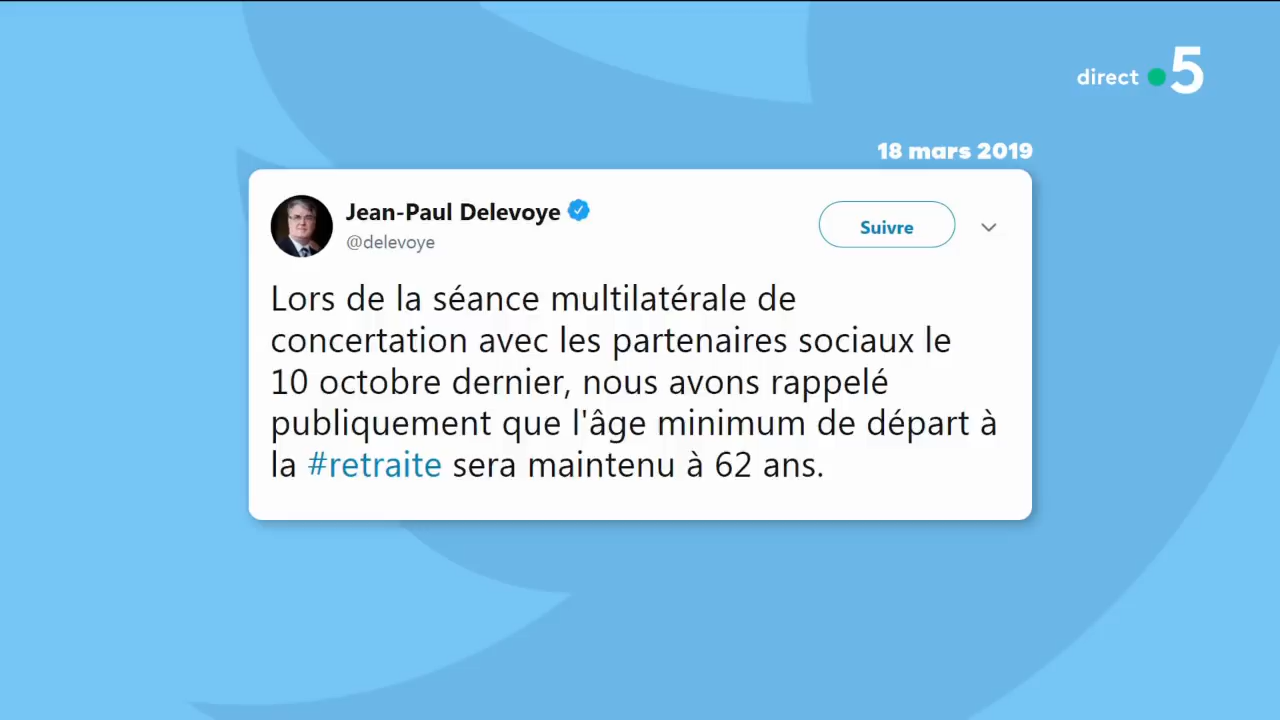 direct 5
18 mars 2019
Jean-Paul Delevoye
@delevoye
Suivre
Lors de la séance multilatérale de
concertation avec les partenaires sociaux le
10 octobre dernier, nous avons rappelé
publiquement que l'âge minimum de départ à
la #retraite sera maintenu à 62 ans.